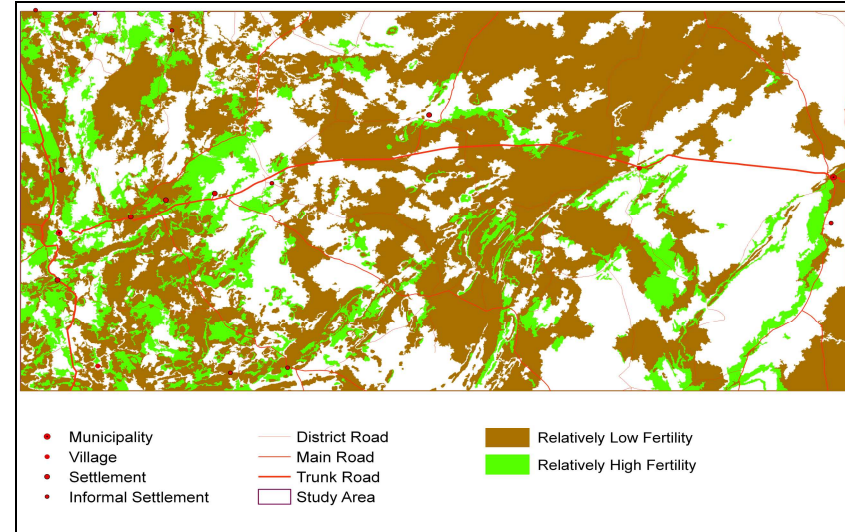 Municipality
Village
Settlement
Informal Settlement
District Road
Main Road
Trunk Road
Study Area
Relatively Low Fertility
Relatively High Fertility